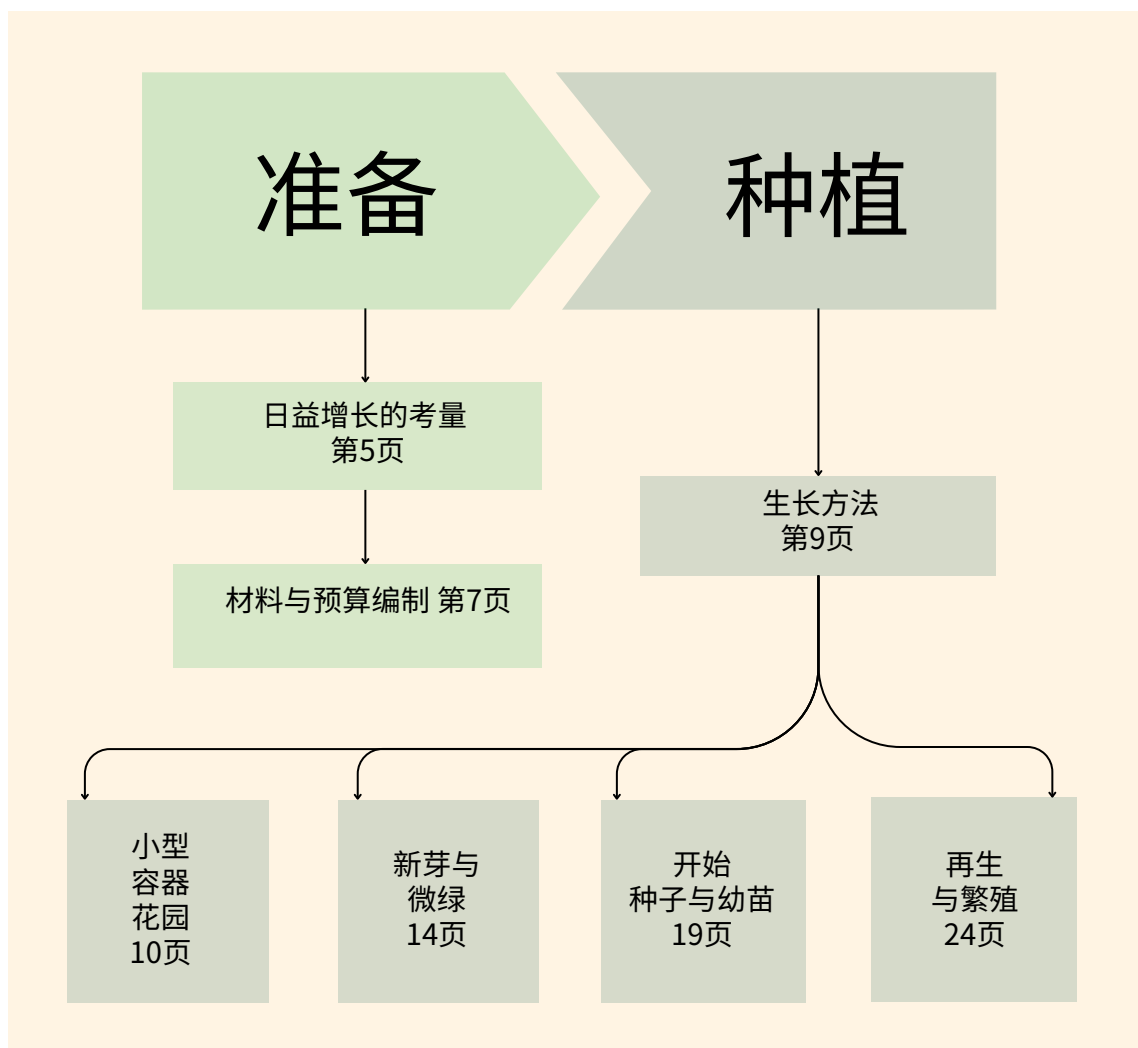 准备
种植
日益增长的考量
第5页
材料与预算编制 第7页
生长方法
第9页
小型
容器
花园
10页
新芽与
微绿
14页
开始
种子与幼苗
19页
再生
与繁殖
24页